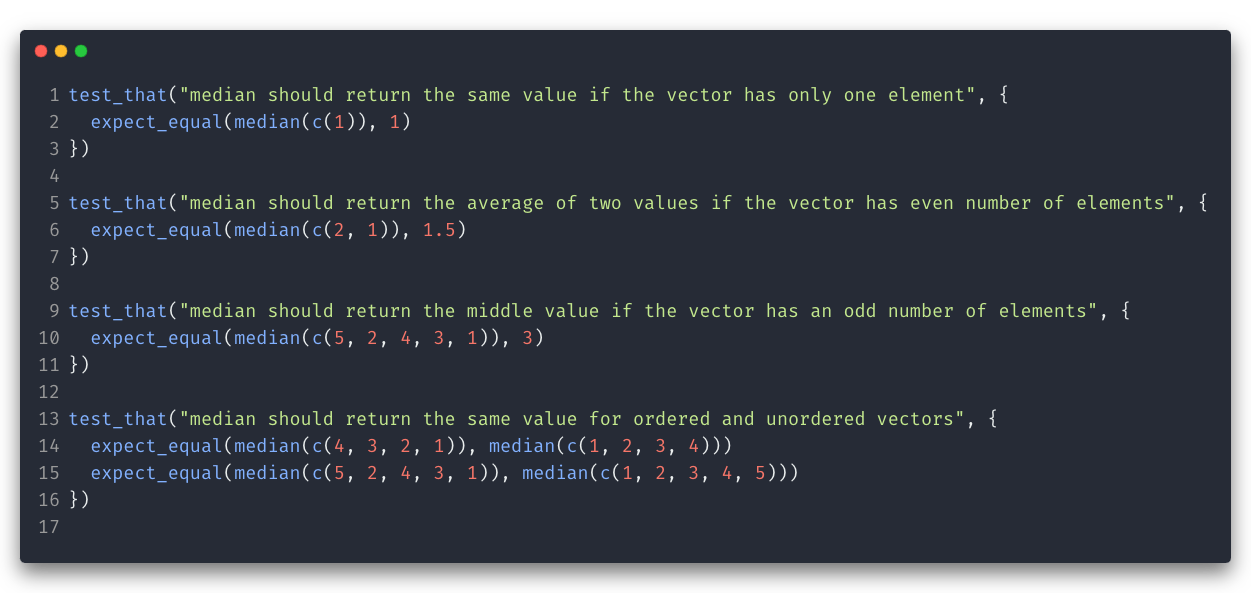 1 test_that("median should return the same value if the vector has only one element", {
2   expect_equal(median(c(1)), 1)
3 })
4
5 test_that("median should return the average of two values if the vector has even number of elements", {
6   expect_equal(median(c(2, 1)), 1.5)
7 })
8
9 test_that("median should return the middle value if the vector has an odd number of elements", {
10   expect_equal(median(c(5, 2, 4, 3, 1)), 3)
11 })
12
13 test_that("median should return the same value for ordered and unordered vectors", {
14   expect_equal(median(c(4, 3, 2, 1)), median(c(1, 2, 3, 4)))
15   expect_equal(median(c(5, 2, 4, 3, 1)), median(c(1, 2, 3, 4, 5)))
16 })
17